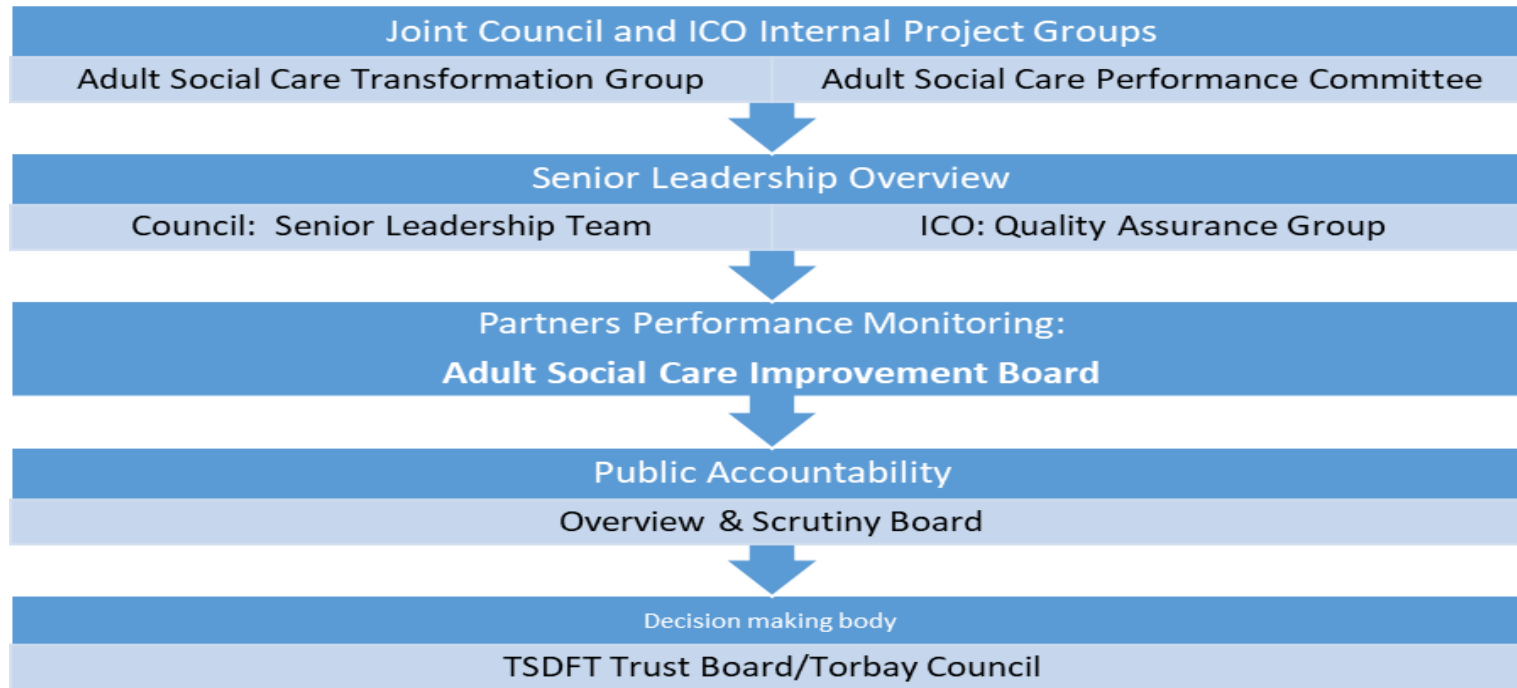 Joint Council and ICO Internal Project Groups
Adult Social Care Transformation Group
Adult Social Care Performance Committee
Senior Leadership Overview
Council: Senior Leadership Team
ICO: Quality Assurance Group
Partners Performance Monitoring:
Adult Social Care Improvement Board
Public Accountability
Overview & Scrutiny Board
Decision making body
TSDFT Trust Board/Torbay Council